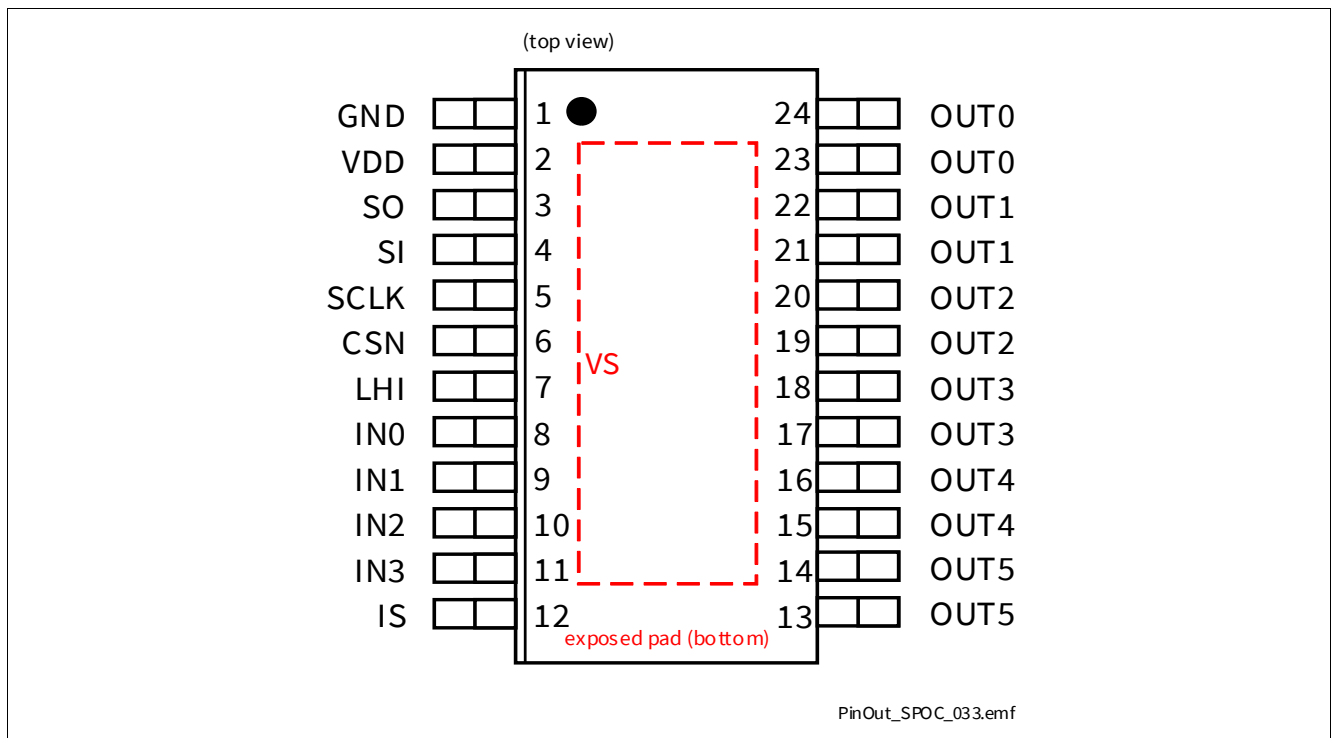 (top view)
GND 1 24 OUT0
VDD 2 23 OUT0
SO 3 22 OUT1
SI 4 21 OUT1
SCLK 5 20 OUT2
CSN 6 19 OUT2
VS
LHI 7 18 OUT3
IN0 8 17 OUT3
IN1 9 16 OUT4
IN2 10 15 OUT4
IN3 11 14 OUT5
IS 12 13 OUT5
exposed pad (bottom)
PinOut_SPOC_033.emf